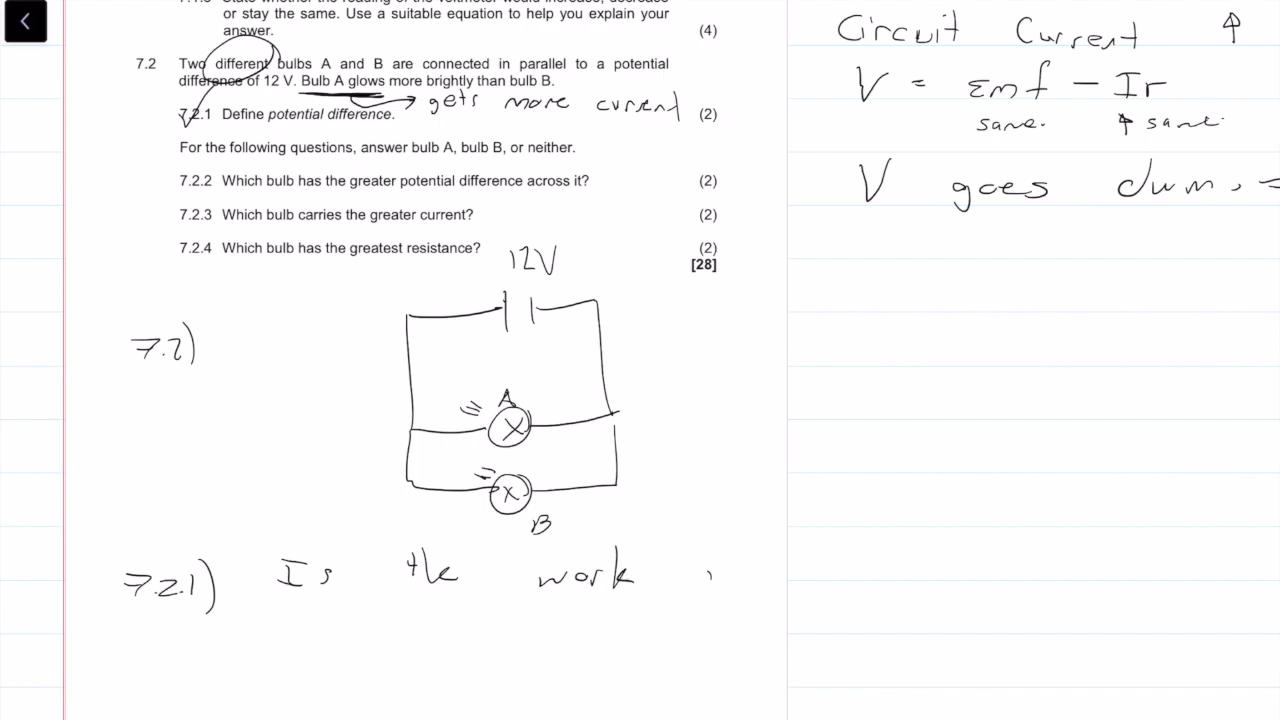 or stay the same. Use a suitable equation to help you explain your
answer. (4)
7.2 Two different bulbs A and B are connected in parallel to a potential
difference of 12 V. Bulb A glows more brightly than bulb B.
gets more current
7.2.1 Define potential difference. (2)
For the following questions, answer bulb A, bulb B, or neither.
7.2.2 Which bulb has the greater potential difference across it? (2)
7.2.3 Which bulb carries the greater current? (2)
7.2.4 Which bulb has the greatest resistance? (2)
[28]
12V
7.2)
A
X
X
B
7.2.1) Is the work
Circuit Current ↑
V = Emf - Ir
same. ↑ same.
V goes down. =